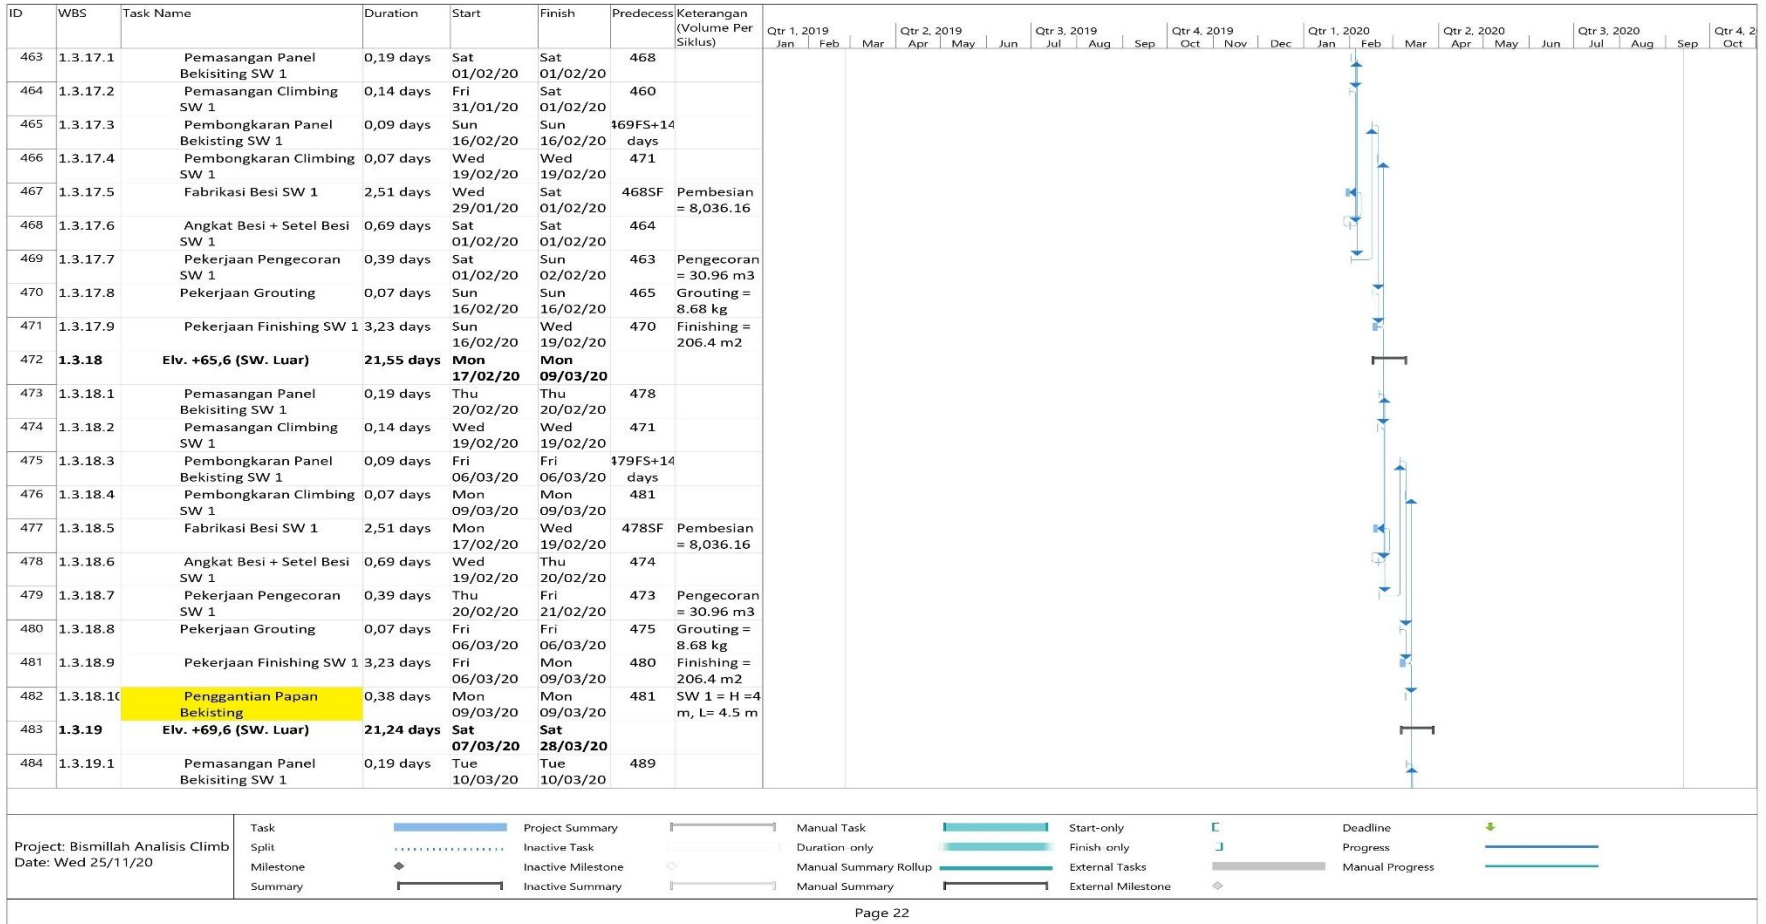 ID WBS Task Name Duration Start Finish Predecess Keterangan (Volume Per Siklus)
Qtr 1, 2019 Qtr 2, 2019 Qtr 3, 2019 Qtr 4, 2019 Qtr 1, 2020 Qtr 2, 2020 Qtr 3, 2020 Qtr 4, 2
Jan Feb Mar Apr May Jun Jul Aug Sep Oct Nov Dec Jan Feb Mar Apr May Jun Jul Aug Sep Oct
463 1.3.17.1 Pemasangan Panel Bekisiting SW 1 0,19 days Sat 01/02/20 Sat 01/02/20 468
464 1.3.17.2 Pemasangan Climbing SW 1 0,14 days Fri 31/01/20 Sat 01/02/20 460
465 1.3.17.3 Pembongkaran Panel Bekisting SW 1 0,09 days Sun 16/02/20 Sun 16/02/20 469FS+14 days
466 1.3.17.4 Pembongkaran Climbing SW 1 0,07 days Wed 19/02/20 Wed 19/02/20 471
467 1.3.17.5 Fabrikasi Besi SW 1 2,51 days Wed 29/01/20 Sat 01/02/20 468SF Pembesian = 8,036.16
468 1.3.17.6 Angkat Besi + Setel Besi SW 1 0,69 days Sat 01/02/20 Sat 01/02/20 464
469 1.3.17.7 Pekerjaan Pengecoran SW 1 0,39 days Sat 01/02/20 Sun 02/02/20 463 Pengecoran = 30.96 m3
470 1.3.17.8 Pekerjaan Grouting 0,07 days Sun 16/02/20 Sun 16/02/20 465 Grouting = 8.68 kg
471 1.3.17.9 Pekerjaan Finishing SW 1 3,23 days Sun 16/02/20 Wed 19/02/20 470 Finishing = 206.4 m2
472 1.3.18 Elv. +65,6 (SW. Luar) 21,55 days Mon 17/02/20 Mon 09/03/20
473 1.3.18.1 Pemasangan Panel Bekisiting SW 1 0,19 days Thu 20/02/20 Thu 20/02/20 478
474 1.3.18.2 Pemasangan Climbing SW 1 0,14 days Wed 19/02/20 Wed 19/02/20 471
475 1.3.18.3 Pembongkaran Panel Bekisting SW 1 0,09 days Fri 06/03/20 Fri 06/03/20 479FS+14 days
476 1.3.18.4 Pembongkaran Climbing SW 1 0,07 days Mon 09/03/20 Mon 09/03/20 481
477 1.3.18.5 Fabrikasi Besi SW 1 2,51 days Mon 17/02/20 Wed 19/02/20 478SF Pembesian = 8,036.16
478 1.3.18.6 Angkat Besi + Setel Besi SW 1 0,69 days Wed 19/02/20 Thu 20/02/20 474
479 1.3.18.7 Pekerjaan Pengecoran SW 1 0,39 days Thu 20/02/20 Fri 21/02/20 473 Pengecoran = 30.96 m3
480 1.3.18.8 Pekerjaan Grouting 0,07 days Fri 06/03/20 Fri 06/03/20 475 Grouting = 8.68 kg
481 1.3.18.9 Pekerjaan Finishing SW 1 3,23 days Fri 06/03/20 Mon 09/03/20 480 Finishing = 206.4 m2
482 1.3.18.10 Penggantian Papan Bekisting 0,38 days Mon 09/03/20 Mon 09/03/20 481 SW 1 = H =4 m, L= 4.5 m
483 1.3.19 Elv. +69,6 (SW. Luar) 21,24 days Sat 07/03/20 Sat 28/03/20
484 1.3.19.1 Pemasangan Panel Bekisiting SW 1 0,19 days Tue 10/03/20 Tue 10/03/20 489
Project: Bismillah Analisis Climb
Date: Wed 25/11/20
Task Project Summary Manual Task Start-only Deadline
Split Inactive Task Duration-only Finish-only Progress
Milestone Inactive Milestone Manual Summary Rollup External Tasks Manual Progress
Summary Inactive Summary Manual Summary External Milestone
Page 22